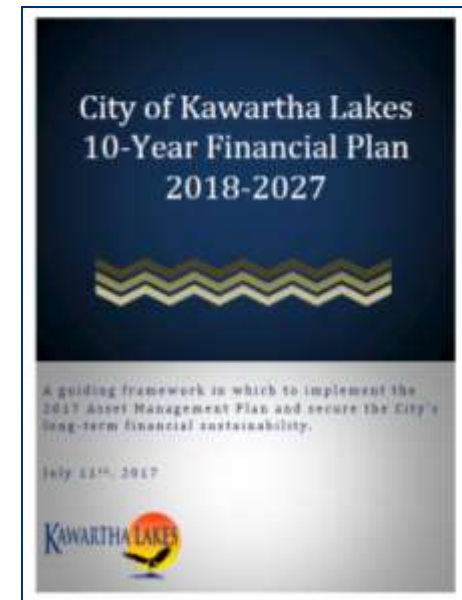 City of Kawartha Lakes
10-Year Financial Plan
2018-2027
A guiding framework in which to implement the
2017 Asset Management Plan and secure the City's
long-term financial sustainability.
July 11th, 2017
KAWARTHA LAKES